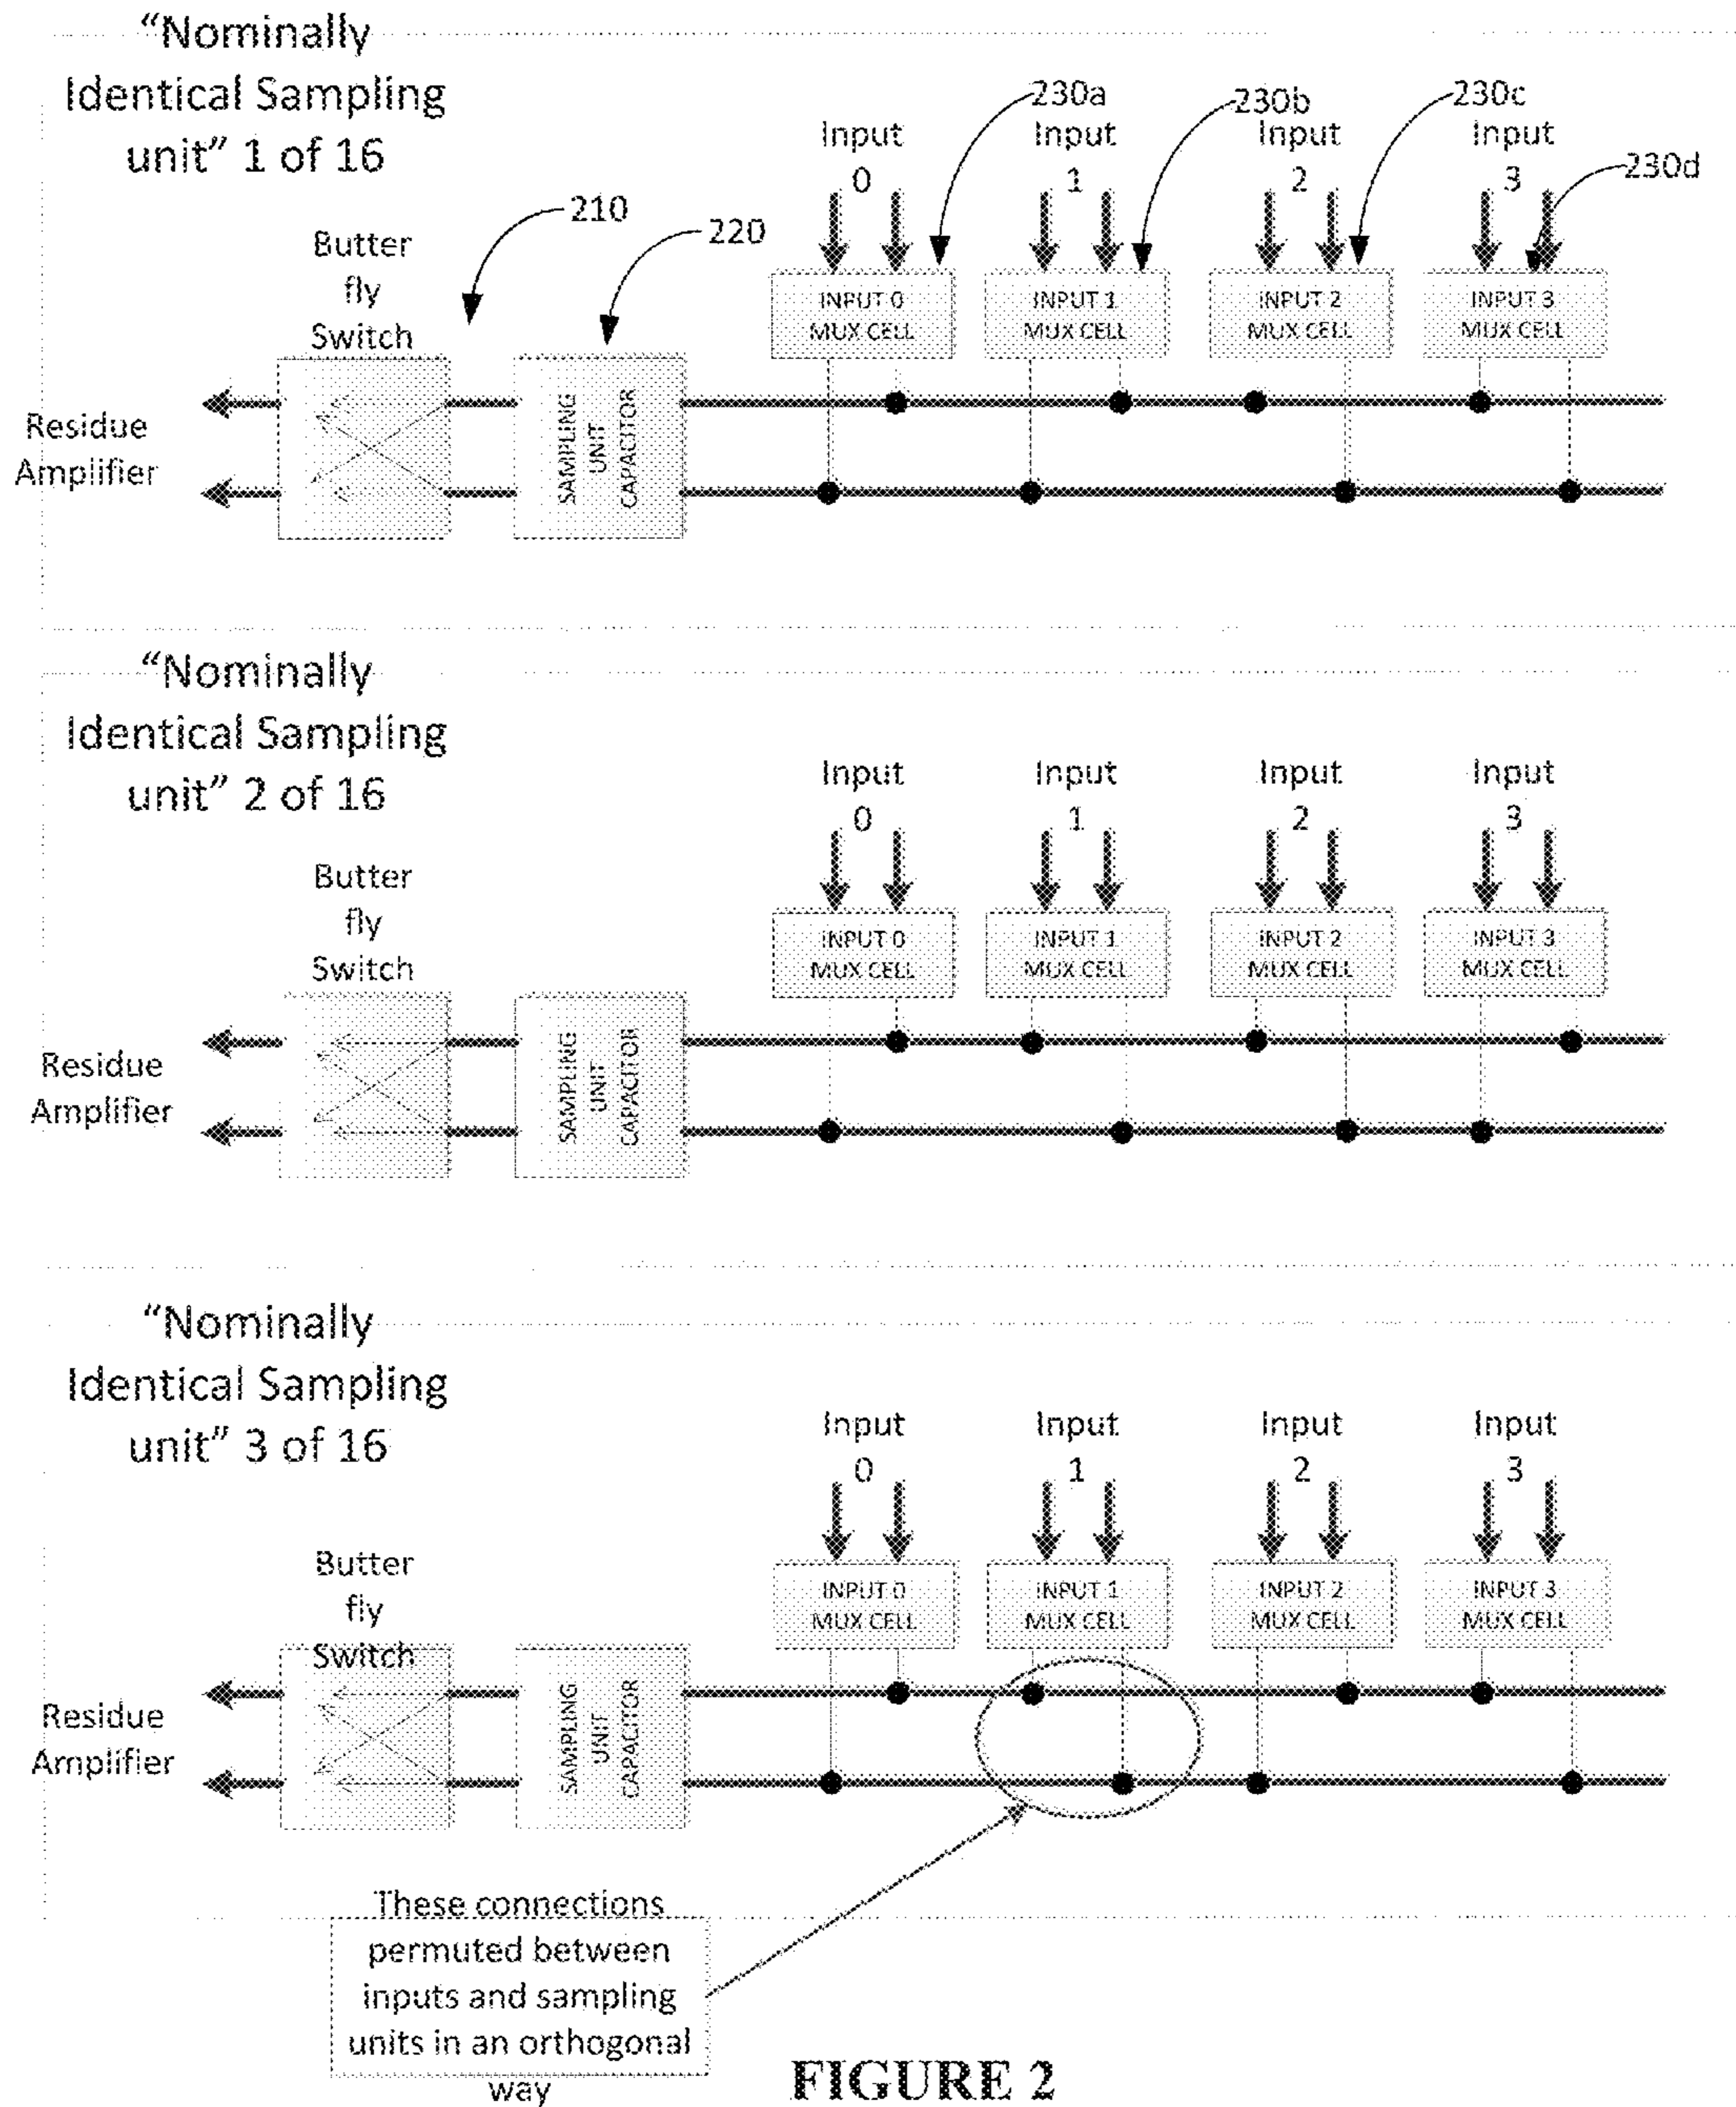 “Nominally
Identical Sampling
unit” 1 of 16
230a
230b
230c
230d
Input
0
Input
1
Input
2
Input
3
210
220
Butter
fly
Switch
INPUT 0
MUX CELL
INPUT 1
MUX CELL
INPUT 2
MUX CELL
INPUT 3
MUX CELL
Residue
Amplifier
SAMPLING
UNIT
CAPACITOR
“Nominally
Identical Sampling
unit” 2 of 16
Input
0
Input
1
Input
2
Input
3
Butter
fly
Switch
INPUT 0
MUX CELL
INPUT 1
MUX CELL
INPUT 2
MUX CELL
INPUT 3
MUX CELL
Residue
Amplifier
SAMPLING
UNIT
CAPACITOR
“Nominally
Identical Sampling
unit” 3 of 16
Input
0
Input
1
Input
2
Input
3
Butter
fly
Switch
INPUT 0
MUX CELL
INPUT 1
MUX CELL
INPUT 2
MUX CELL
INPUT 3
MUX CELL
Residue
Amplifier
SAMPLING
UNIT
CAPACITOR
These connections
permuted between
inputs and sampling
units in an orthogonal
way
FIGURE 2